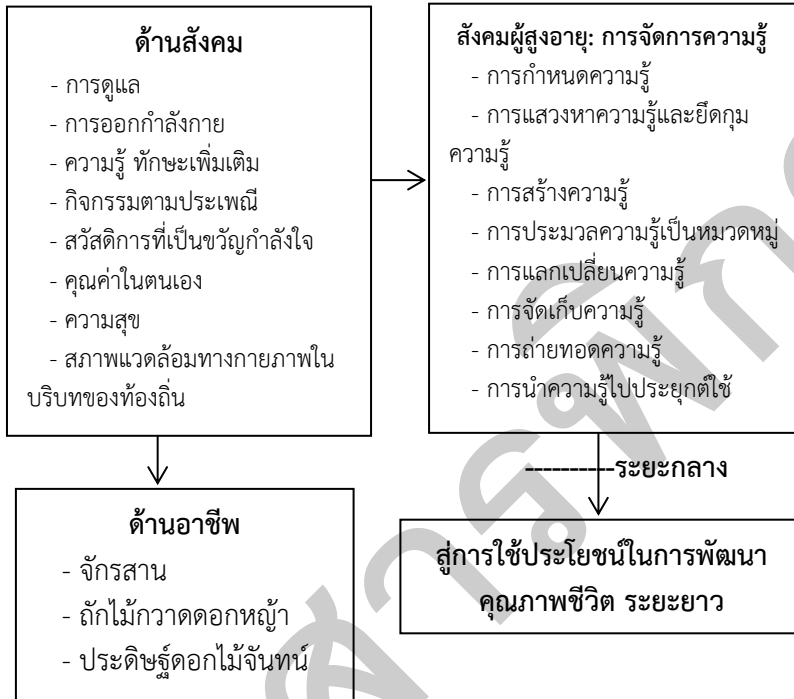 ด้านสังคม
- การดูแล
- การออกกำลังกาย
- ความรู้ ทักษะเพิ่มเติม
- กิจกรรมตามประเพณี
- สวัสดิการที่เป็นขวัญกำลังใจ
- คุณค่าในตนเอง
- ความสุข
- สภาพแวดล้อมทางกายภาพใน
บริบทของท้องถิ่น
สังคมผู้สูงอายุ: การจัดการความรู้
- การกำหนดความรู้
- การแสวงหาความรู้และยึดกุม
ความรู้
- การสร้างความรู้
- การประมวลความรู้เป็นหมวดหมู่
- การแลกเปลี่ยนความรู้
- การจัดเก็บความรู้
- การถ่ายทอดความรู้
- การนำความรู้ไปประยุกต์ใช้
----------ระยะกลาง
ด้านอาชีพ
- จักรสาน
- ถักไม้กวาดดอกหญ้า
- ประดิษฐ์ดอกไม้จันทน์
สู่การใช้ประโยชน์ในการพัฒนา
คุณภาพชีวิต ระยะยาว